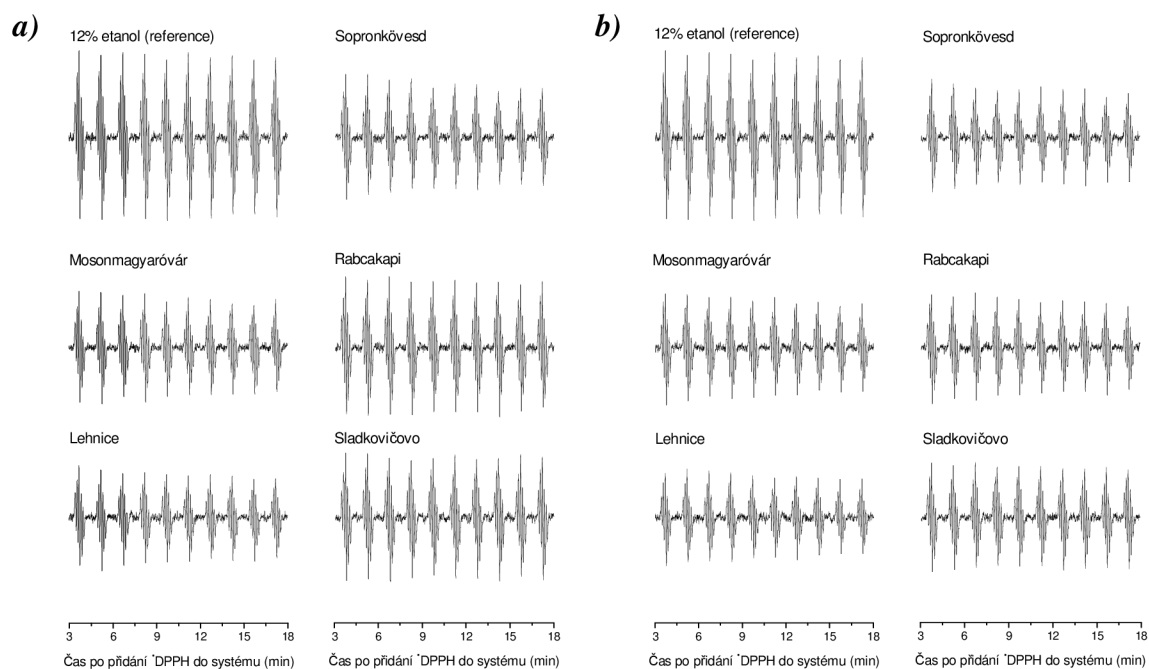 a)
12% etanol (reference)
Sopronkövesd
Mosonmagyaróvár
Rabcakapi
Lehnice
Sladkovičovo
3 6 9 12 15 18
3 6 9 12 15 18
Čas po přidání ˙DPPH do systému (min)
Čas po přidání ˙DPPH do systému (min)
b)
12% etanol (reference)
Sopronkövesd
Mosonmagyaróvár
Rabcakapi
Lehnice
Sladkovičovo
3 6 9 12 15 18
3 6 9 12 15 18
Čas po přidání ˙DPPH do systému (min)
Čas po přidání ˙DPPH do systému (min)